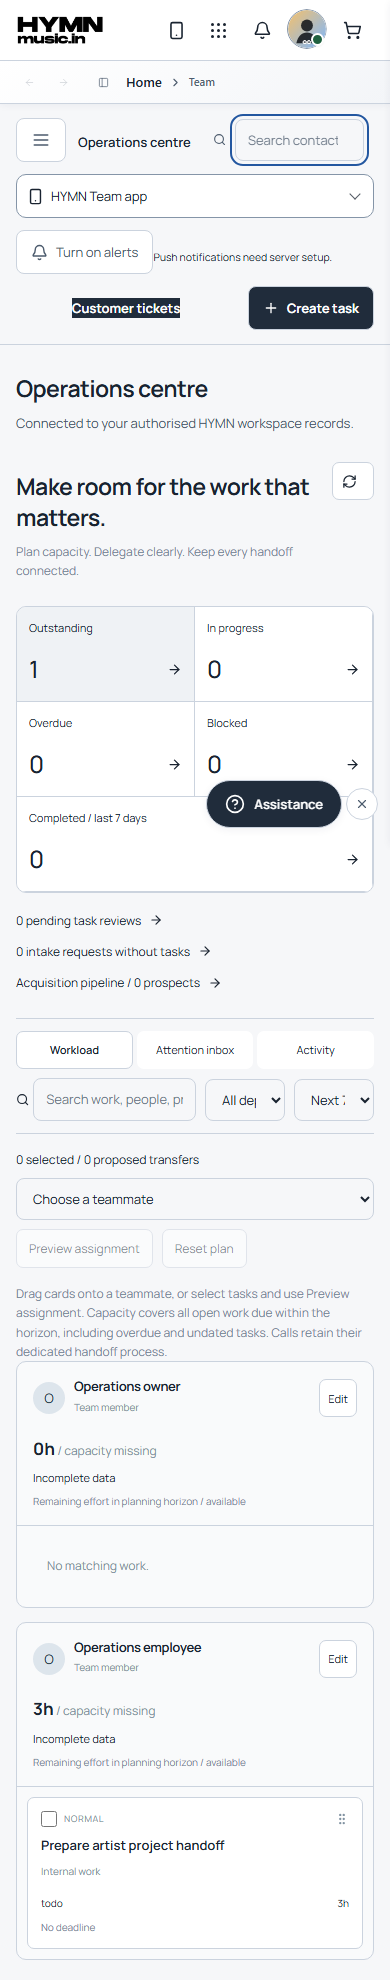 HYMN
music.in
Home > Team
Operations centre
Search contact
HYMN Team app
Turn on alerts
Push notifications need server setup.
Customer tickets
+ Create task
Operations centre
Connected to your authorised HYMN workspace records.
Make room for the work that
matters.
Plan capacity. Delegate clearly. Keep every handoff
connected.
Outstanding
1
In progress
0
Overdue
0
Blocked
0
Assistance
Completed / last 7 days
0
0 pending task reviews
0 intake requests without tasks
Acquisition pipeline / 0 prospects
Workload
Attention inbox
Activity
Search work, people, pr
All dep
Next 7
0 selected / 0 proposed transfers
Choose a teammate
Preview assignment
Reset plan
Drag cards onto a teammate, or select tasks and use Preview
assignment. Capacity covers all open work due within the
horizon, including overdue and undated tasks. Calls retain their
dedicated handoff process.
O
Operations owner
Team member
Edit
0h / capacity missing
Incomplete data
Remaining effort in planning horizon / available
No matching work.
O
Operations employee
Team member
Edit
3h / capacity missing
Incomplete data
Remaining effort in planning horizon / available
NORMAL
Prepare artist project handoff
Internal work
todo
3h
No deadline